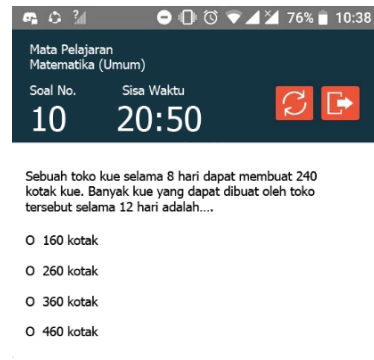 76% 10:38
Mata Pelajaran
Matematika (Umum)
Soal No. Sisa Waktu
10 20:50
Sebuah toko kue selama 8 hari dapat membuat 240
kotak kue. Banyak kue yang dapat dibuat oleh toko
tersebut selama 12 hari adalah....
O 160 kotak
O 260 kotak
O 360 kotak
O 460 kotak